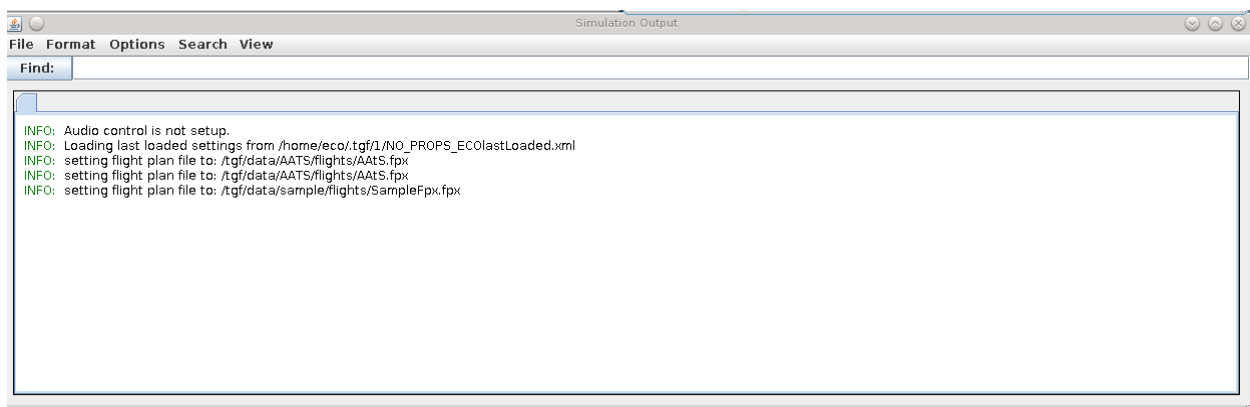 Simulation Output
File Format Options Search View
Find:
INFO: Audio control is not setup.
INFO: Loading last loaded settings from /home/eco/.tgf/1/NO_PROPS_ECOlastLoaded.xml
INFO: setting flight plan file to: /tgf/data/AATS/flights/AAtS.fpx
INFO: setting flight plan file to: /tgf/data/AATS/flights/AAtS.fpx
INFO: setting flight plan file to: /tgf/data/sample/flights/SampleFpx.fpx